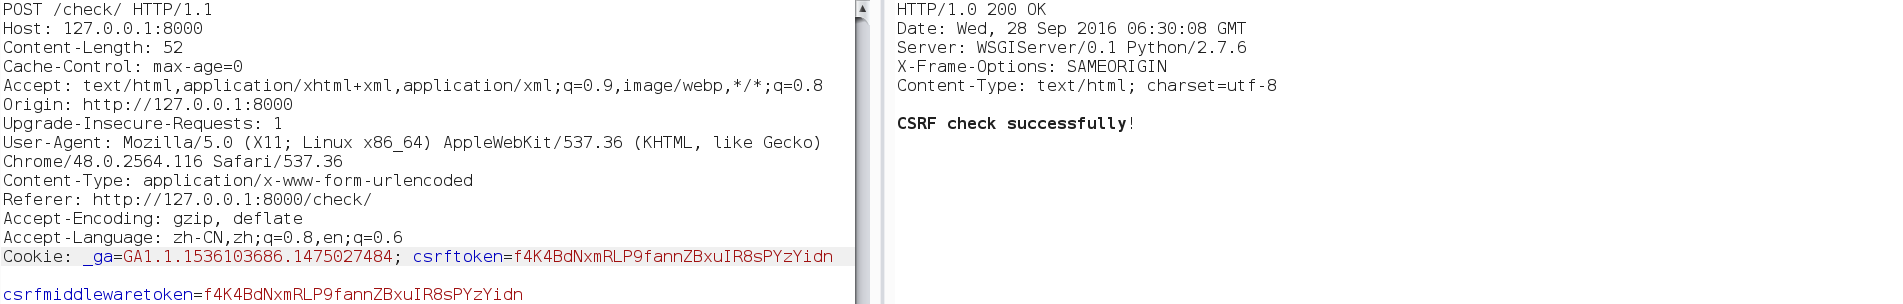 POST /check/ HTTP/1.1
Host: 127.0.0.1:8000
Content-Length: 52
Cache-Control: max-age=0
Accept: text/html,application/xhtml+xml,application/xml;q=0.9,image/webp,*/*;q=0.8
Origin: http://127.0.0.1:8000
Upgrade-Insecure-Requests: 1
User-Agent: Mozilla/5.0 (X11; Linux x86_64) AppleWebKit/537.36 (KHTML, like Gecko)
Chrome/48.0.2564.116 Safari/537.36
Content-Type: application/x-www-form-urlencoded
Referer: http://127.0.0.1:8000/check/
Accept-Encoding: gzip, deflate
Accept-Language: zh-CN,zh;q=0.8,en;q=0.6
Cookie: _ga=GA1.1.1536103686.1475027484; csrftoken=f4K4BdNxmRLP9fannZBxuIR8sPYzYidn
csrfmiddlewaretoken=f4K4BdNxmRLP9fannZBxuIR8sPYzYidn
HTTP/1.0 200 OK
Date: Wed, 28 Sep 2016 06:30:08 GMT
Server: WSGIServer/0.1 Python/2.7.6
X-Frame-Options: SAMEORIGIN
Content-Type: text/html; charset=utf-8
CSRF check successfully!